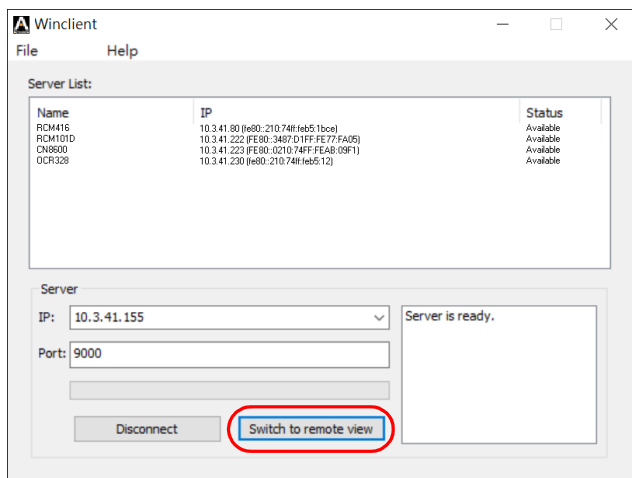 Winclient
File Help
Server List:
Name IP Status
RCM416 10.3.41.80 (fe80::210:74ff:feb5:1bce) Available
RCM101D 10.3.41.222 (FE80::3487:D1FF:FE77:FA05) Available
CN8600 10.3.41.223 (FE80::0210:74FF:FEAB:09F1) Available
OCR328 10.3.41.230 (fe80::210:74ff:feb5:12) Available
Server
IP: 10.3.41.155
Server is ready.
Port: 9000
Disconnect Switch to remote view